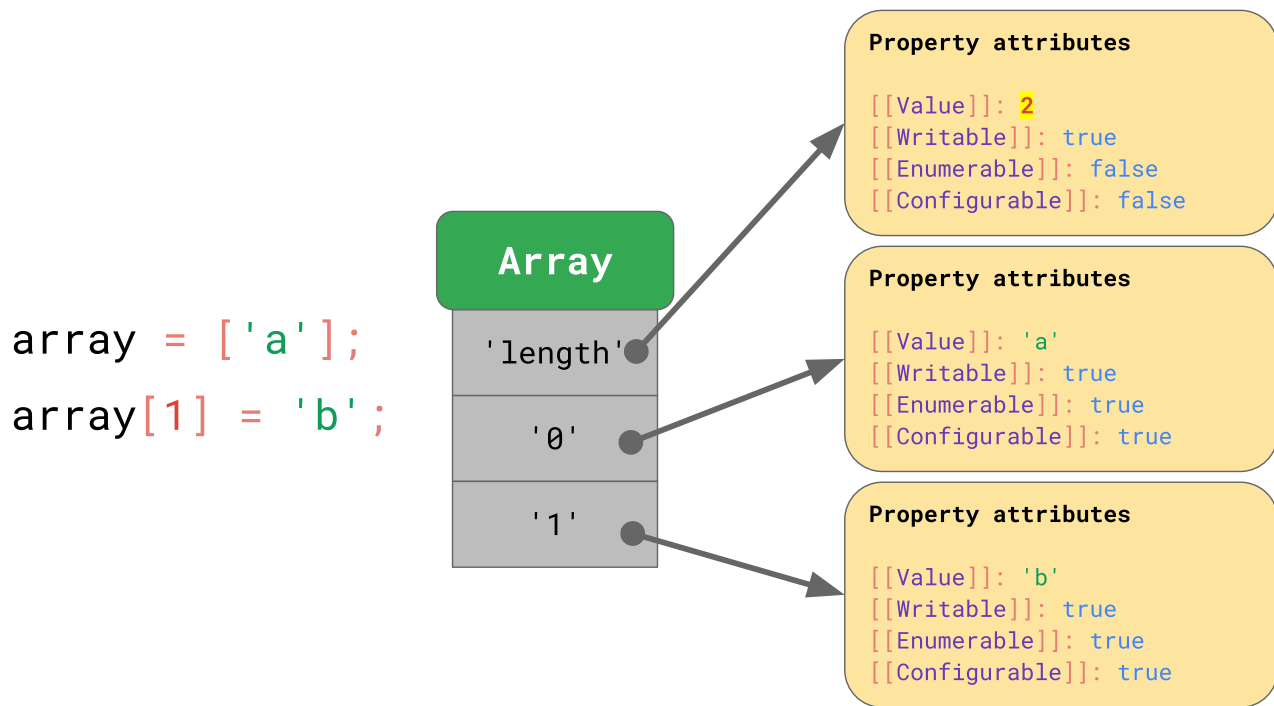 array = ['a'];
array[1] = 'b';
Array
'length'
'0'
'1'
Property attributes
[[Value]]: 2
[[Writable]]: true
[[Enumerable]]: false
[[Configurable]]: false
Property attributes
[[Value]]: 'a'
[[Writable]]: true
[[Enumerable]]: true
[[Configurable]]: true
Property attributes
[[Value]]: 'b'
[[Writable]]: true
[[Enumerable]]: true
[[Configurable]]: true